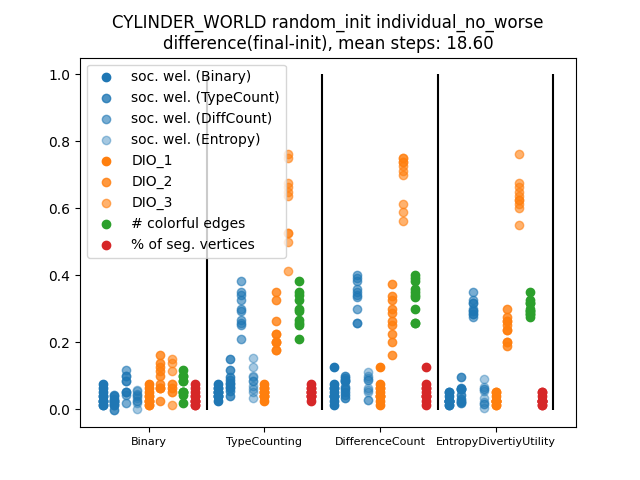 CYLINDER_WORLD random_init individual_no_worse
difference(final-init), mean steps: 18.60
1.0
0.8
0.6
0.4
0.2
0.0
soc. wel. (Binary)
soc. wel. (TypeCount)
soc. wel. (DiffCount)
soc. wel. (Entropy)
DIO_1
DIO_2
DIO_3
# colorful edges
% of seg. vertices
Binary
TypeCounting
DifferenceCount
EntropyDivertiyUtility